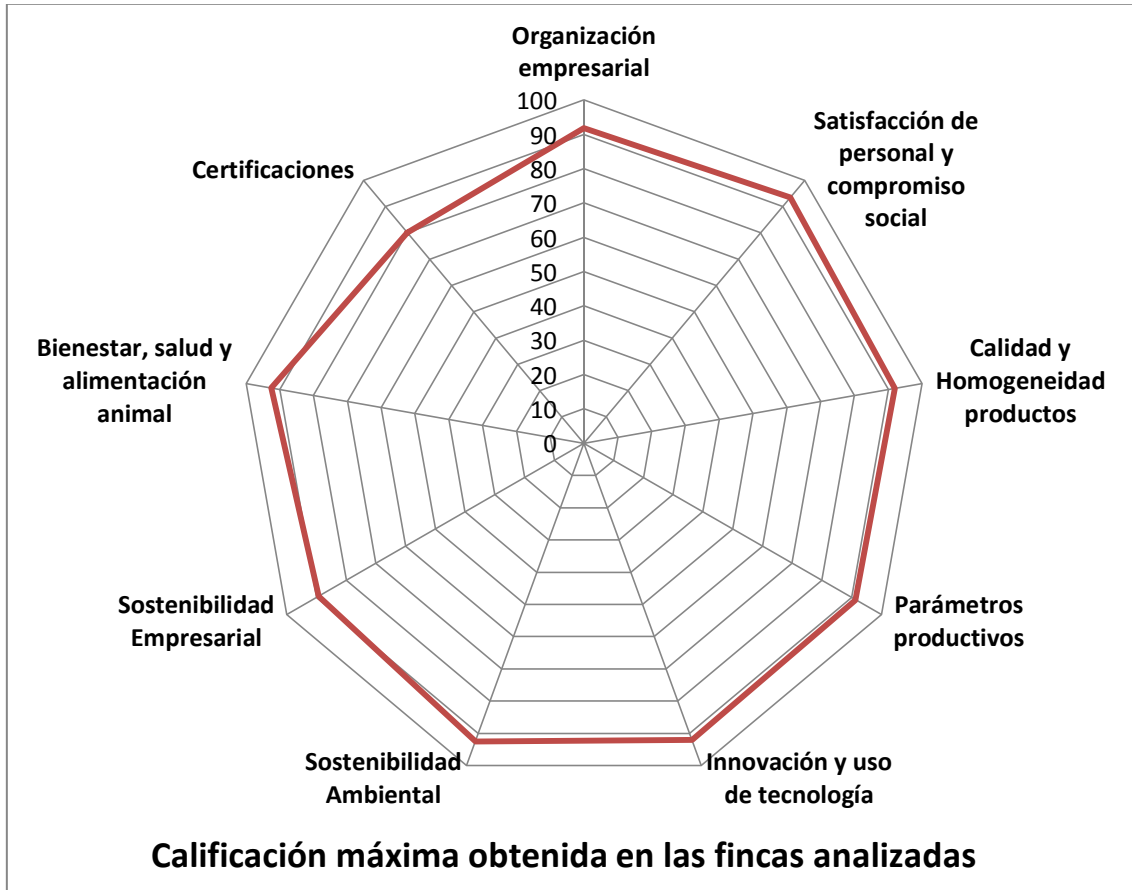 Organización
empresarial
Satisfacción de
personal y
compromiso
social
Calidad y
Homogeneidad
productos
Parámetros
productivos
Innovación y uso
de tecnología
Sostenibilidad
Ambiental
Sostenibilidad
Empresarial
Bienestar, salud y
alimentación
animal
Certificaciones
100
90
80
70
60
50
40
30
20
10
0
Calificación máxima obtenida en las fincas analizadas